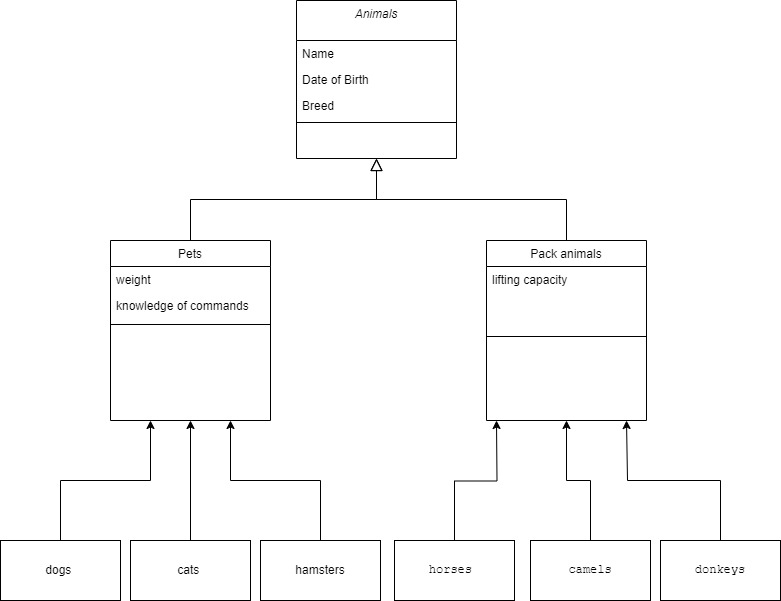 Animals
Name
Date of Birth
Breed
Pets
weight
knowledge of commands
Pack animals
lifting capacity
dogs
cats
hamsters
horses
camels
donkeys